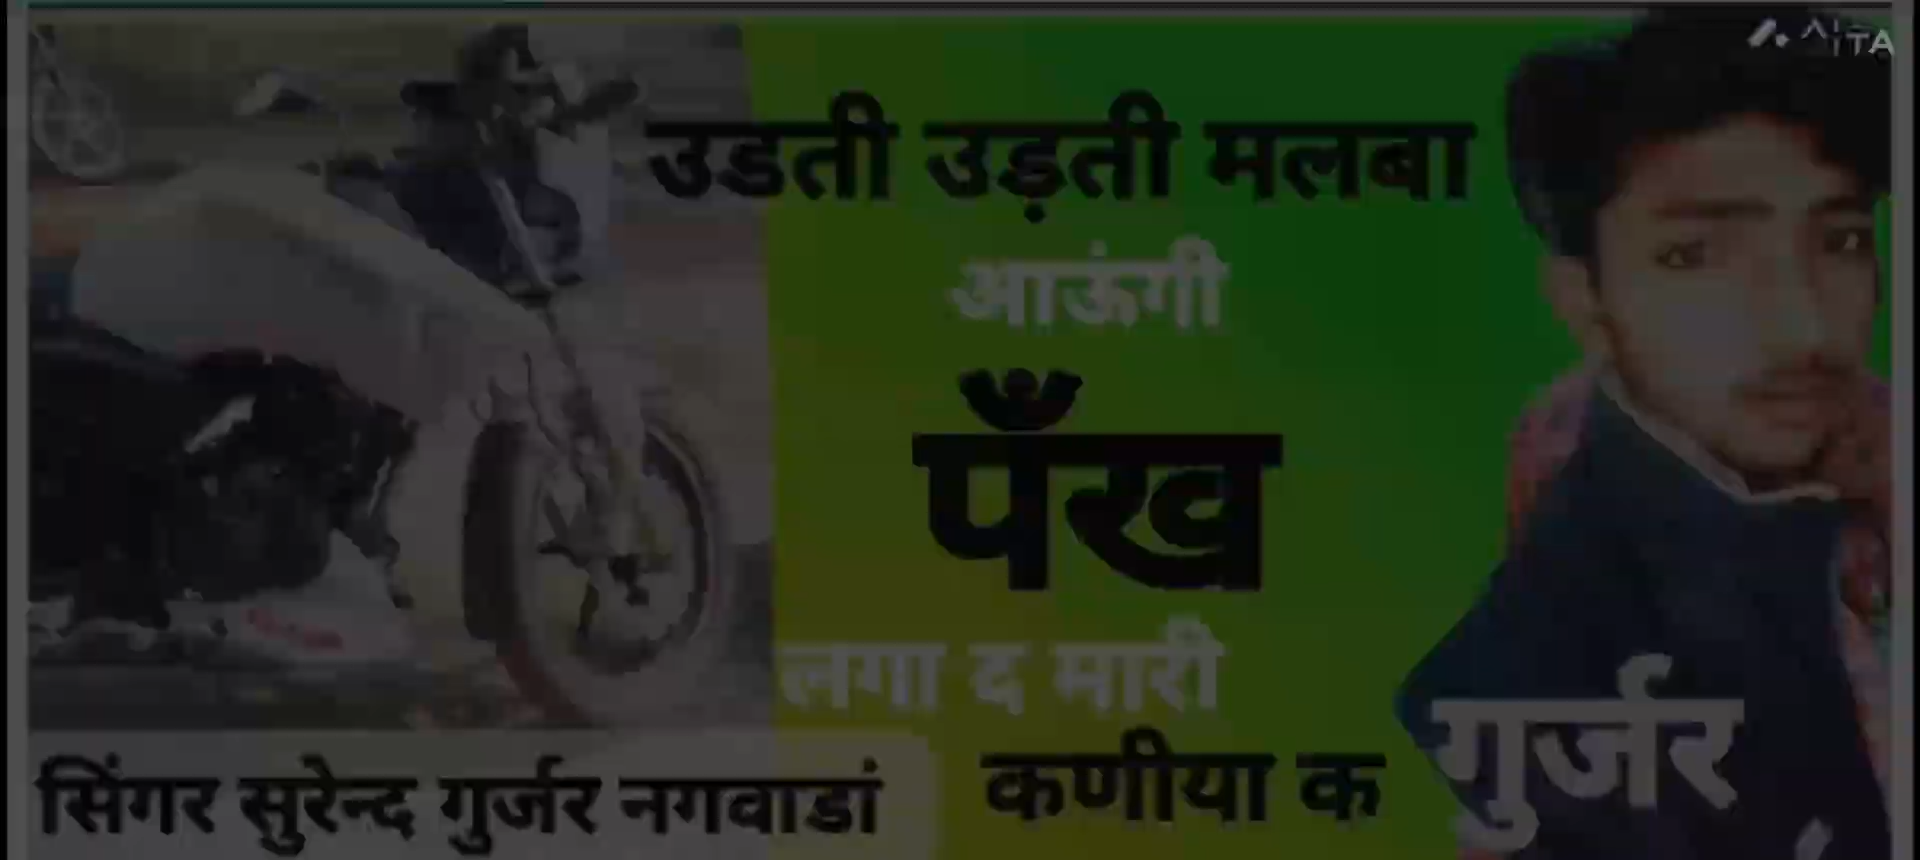 उडती उड़ती मलबा
आऊंगी
पँख
लगा द मारी
कणीया क
गुर्जर
सिंगर सुरेन्द गुर्जर नगवाडां